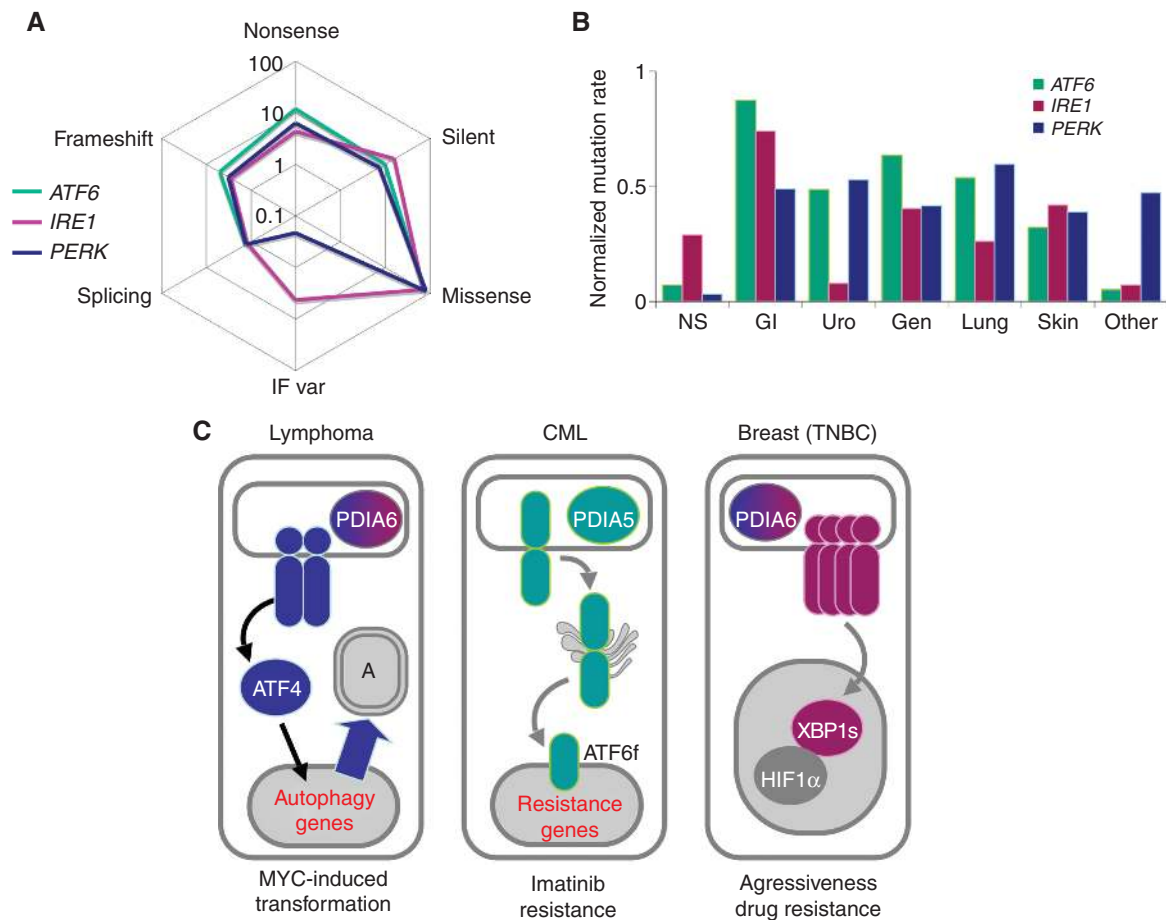 A
Nonsense
100
10
1
0.1
Frameshift
Silent
Splicing
Missense
IF var
ATF6
IRE1
PERK
B
Normalized mutation rate
1
0.5
0
ATF6
IRE1
PERK
NS GI Uro Gen Lung Skin Other
C
Lymphoma
PDIA6
ATF4
A
Autophagy
genes
MYC-induced
transformation
CML
PDIA5
ATF6f
Resistance
genes
Imatinib
resistance
Breast (TNBC)
PDIA6
XBP1s
HIF1α
Agressiveness
drug resistance